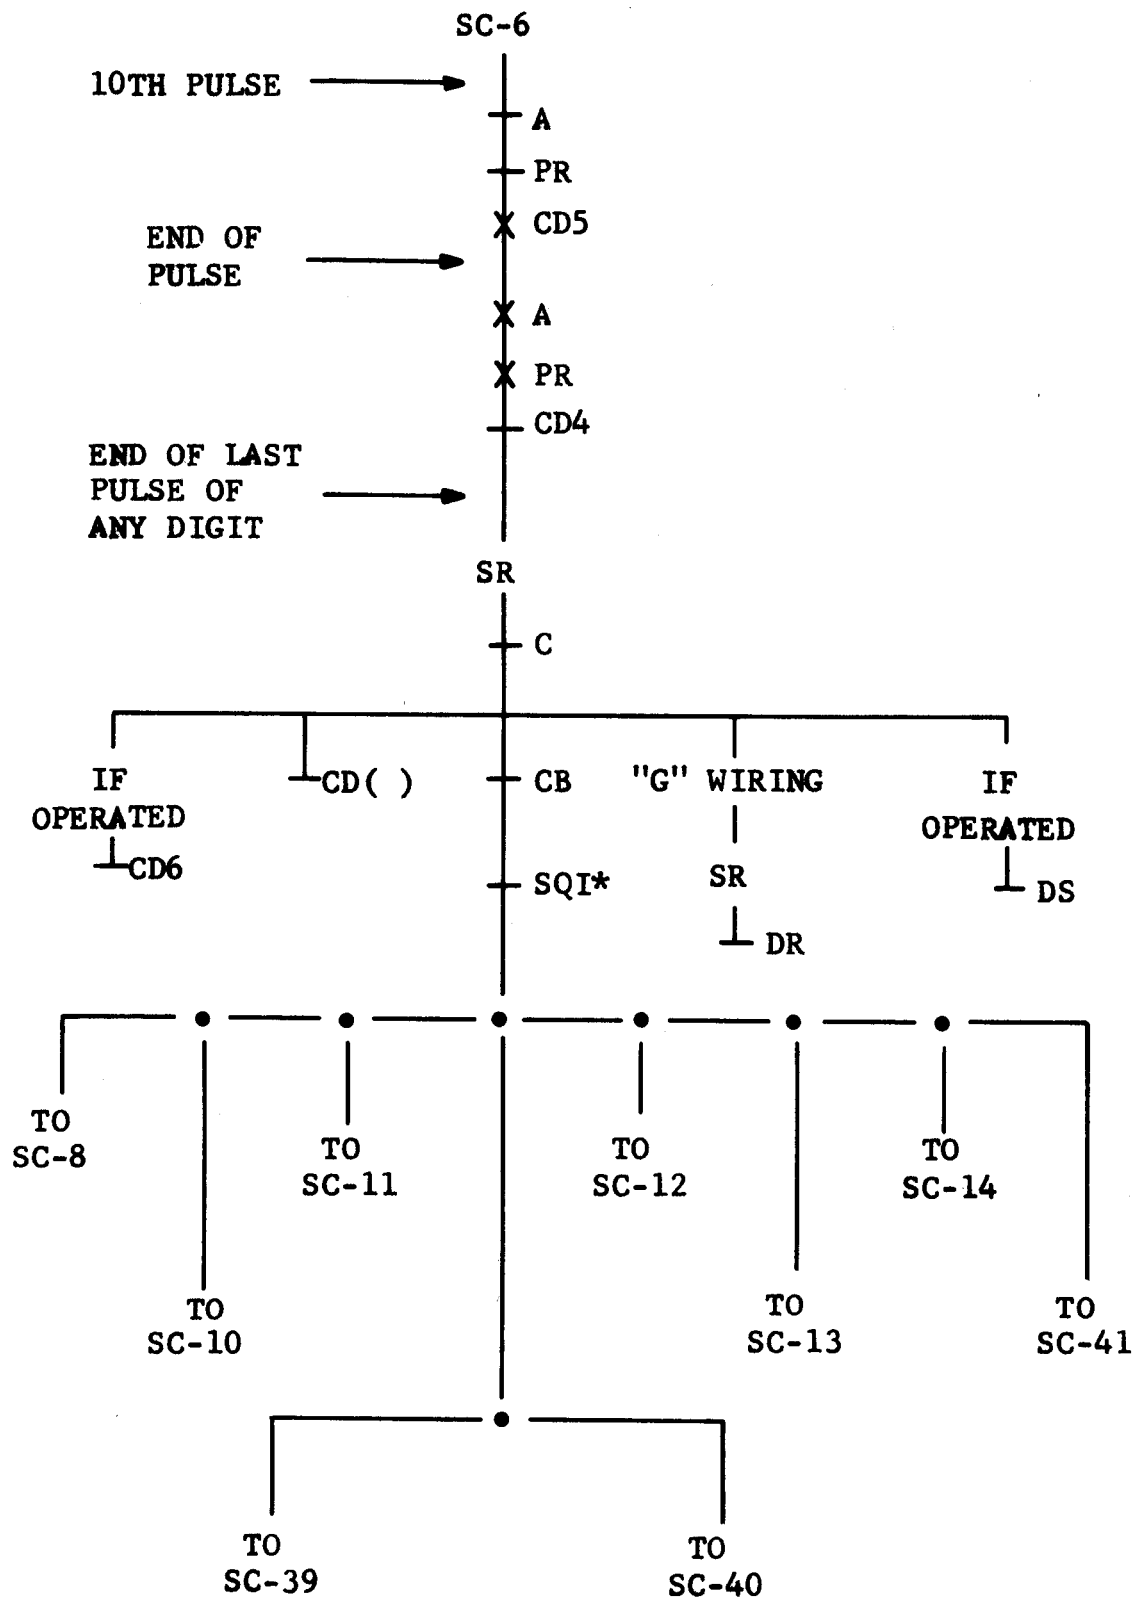 SC-6
10TH PULSE
A
PR
CD5
END OF
PULSE
A
PR
CD4
END OF LAST
PULSE OF
ANY DIGIT
SR
C
IF
OPERATED
CD6
CD( )
CB
SQI*
"G" WIRING
SR
DR
IF
OPERATED
DS
TO
SC-8
TO
SC-10
TO
SC-11
TO
SC-12
TO
SC-13
TO
SC-14
TO
SC-41
TO
SC-39
TO
SC-40